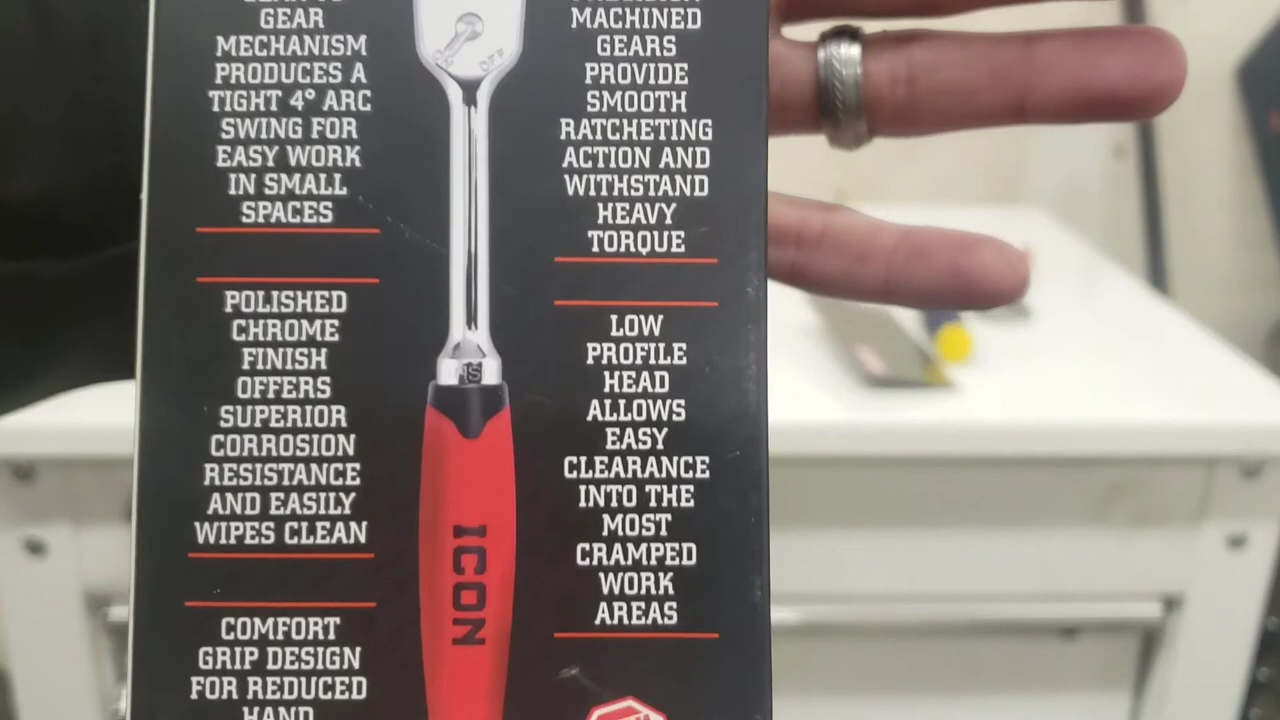 GEAR
MECHANISM
PRODUCES A
TIGHT 4° ARC
SWING FOR
EASY WORK
IN SMALL
SPACES
POLISHED
CHROME
FINISH
OFFERS
SUPERIOR
CORROSION
RESISTANCE
AND EASILY
WIPES CLEAN
COMFORT
GRIP DESIGN
FOR REDUCED
HAND
ON OFF
ICON
MACHINED
GEARS
PROVIDE
SMOOTH
RATCHETING
ACTION AND
WITHSTAND
HEAVY
TORQUE
LOW
PROFILE
HEAD
ALLOWS
EASY
CLEARANCE
INTO THE
MOST
CRAMPED
WORK
AREAS